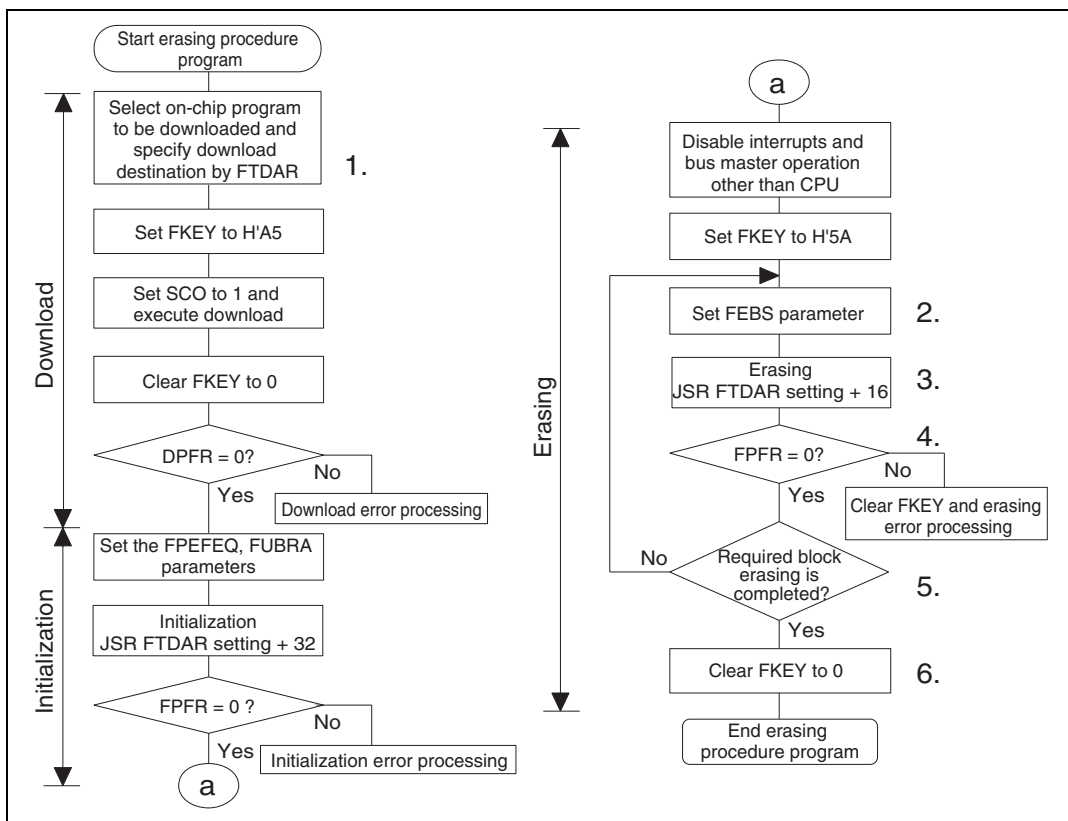 Start erasing procedure
program
Select on-chip program
to be downloaded and
specify download
destination by FTDAR
1.
Set FKEY to H'A5
Set SCO to 1 and
execute download
Clear FKEY to 0
DPFR = 0?
No
Yes
Download error processing
Download
Set the FPEFEQ, FUBRA
parameters
Initialization
JSR FTDAR setting + 32
FPFR = 0 ?
No
Yes
Initialization error processing
Initialization
a
a
Disable interrupts and
bus master operation
other than CPU
Set FKEY to H'5A
Set FEBS parameter
2.
Erasing
JSR FTDAR setting + 16
3.
4.
FPFR = 0?
No
Yes
Clear FKEY and erasing
error processing
Erasing
No
Required block
erasing is
completed?
5.
Yes
Clear FKEY to 0
6.
End erasing
procedure program